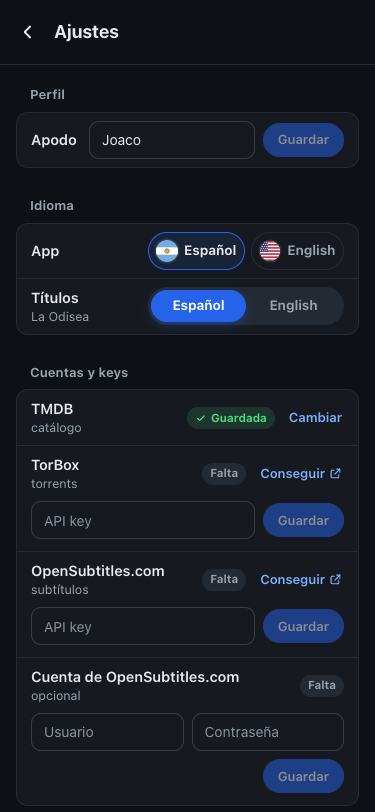 Ajustes
Perfil
Apodo Joaco Guardar
Idioma
App Español English
Títulos Español English
La Odisea
Cuentas y keys
TMDB Guardada Cambiar
catálogo
TorBox Falta Conseguir
torrents
API key Guardar
OpenSubtitles.com Falta Conseguir
subtítulos
API key Guardar
Cuenta de OpenSubtitles.com Falta
opcional
Usuario Contraseña
Guardar